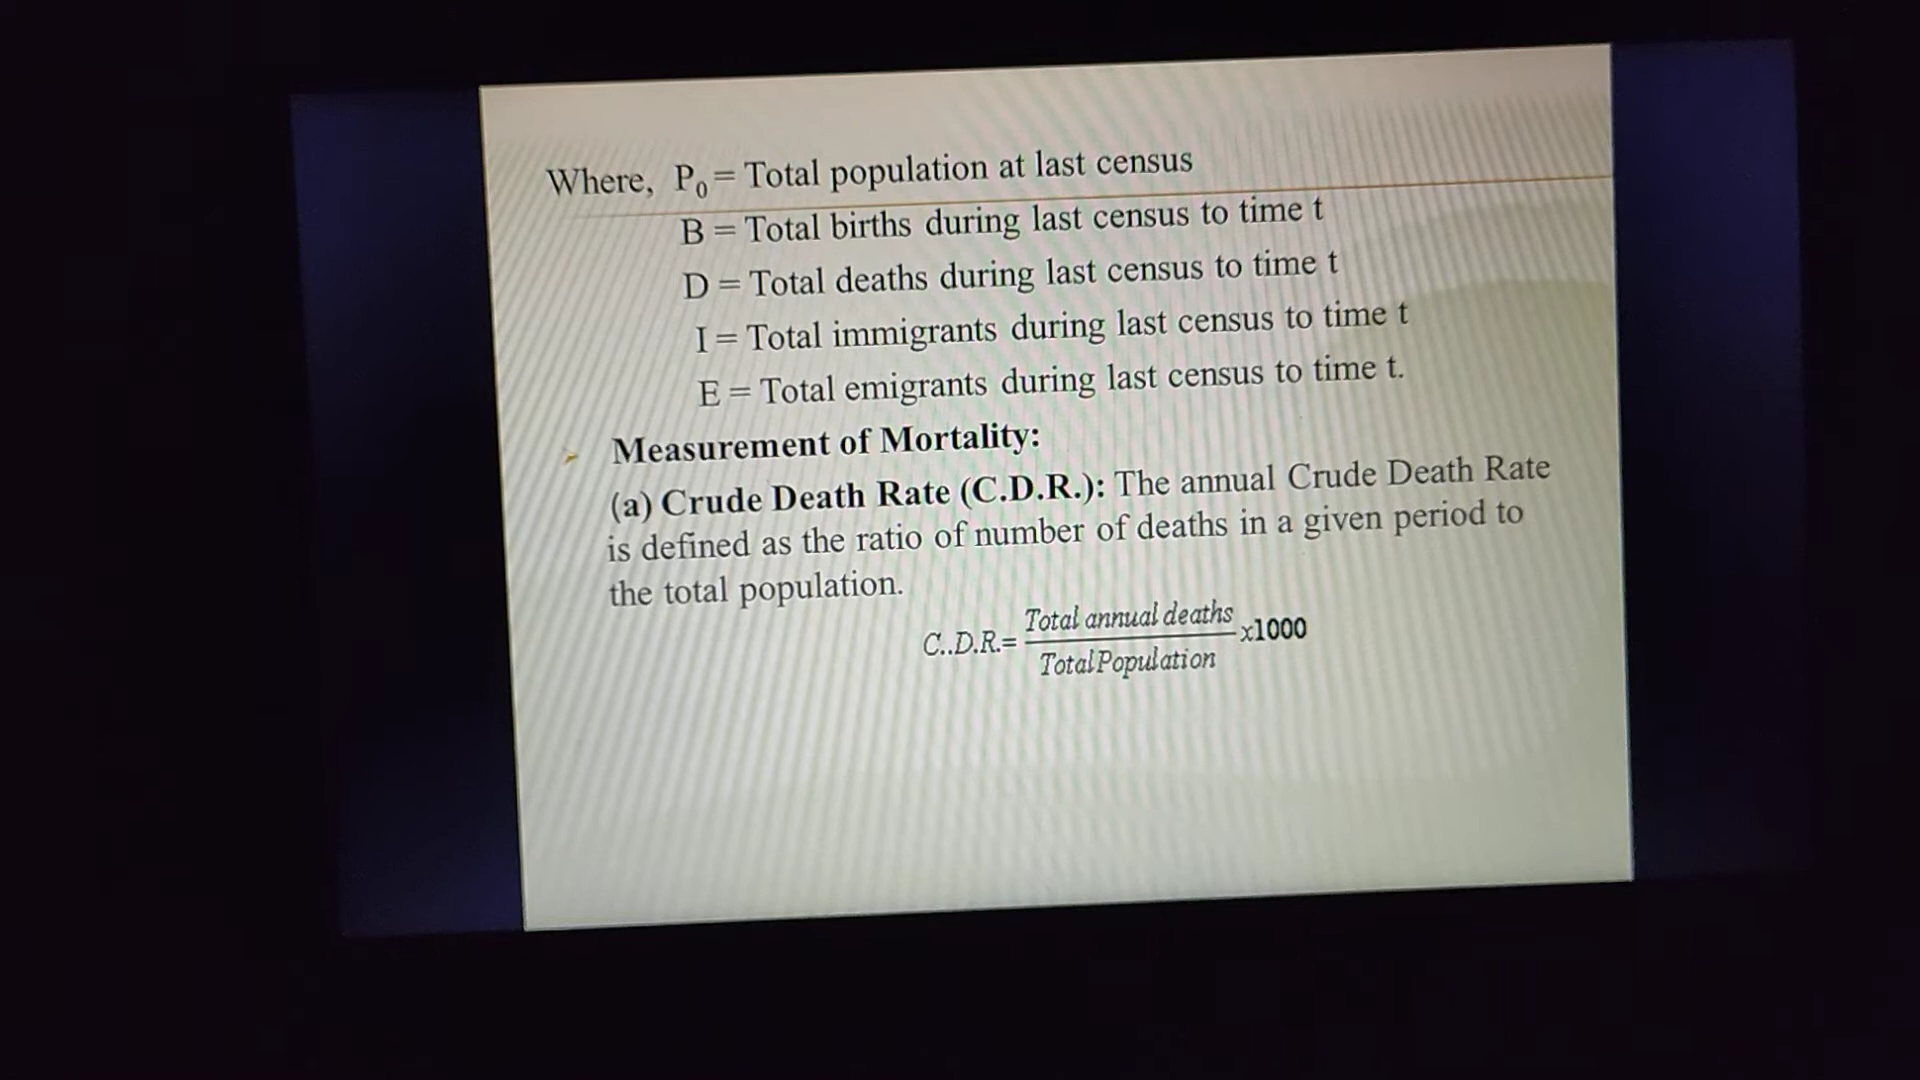 Where, P₀ = Total population at last census
B = Total births during last census to time t
D = Total deaths during last census to time t
I = Total immigrants during last census to time t
E = Total emigrants during last census to time t.
➢ Measurement of Mortality:
(a) Crude Death Rate (C.D.R.): The annual Crude Death Rate
is defined as the ratio of number of deaths in a given period to
the total population.
C..D.R.= Total annual deaths / Total Population x1000